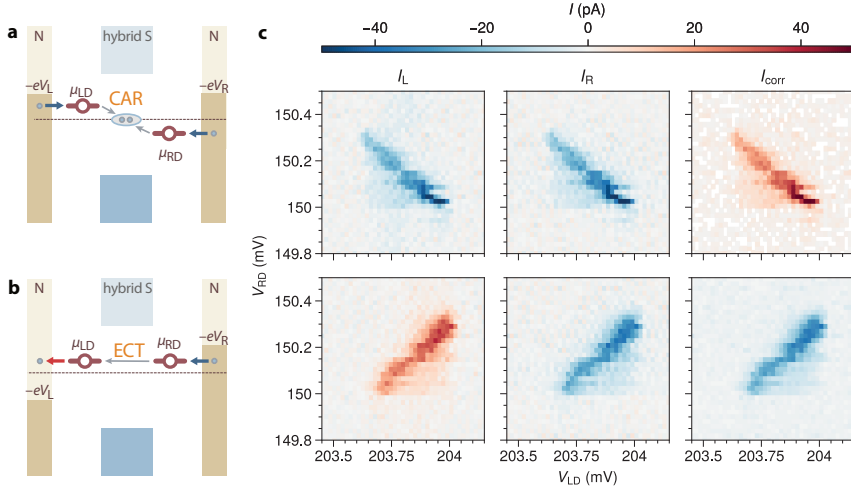 a
N
hybrid S
N
−eV_L
μ_LD
CAR
−eV_R
μ_RD
b
N
hybrid S
N
μ_LD
ECT
μ_RD
−eV_R
−eV_L
c
I (pA)
−40 −20 0 20 40
I_L I_R I_corr
150.4
150.2
150
149.8
V_RD (mV)
150.4
150.2
150
149.8
203.5 203.75 204 203.5 203.75 204 203.5 203.75 204
V_LD (mV)